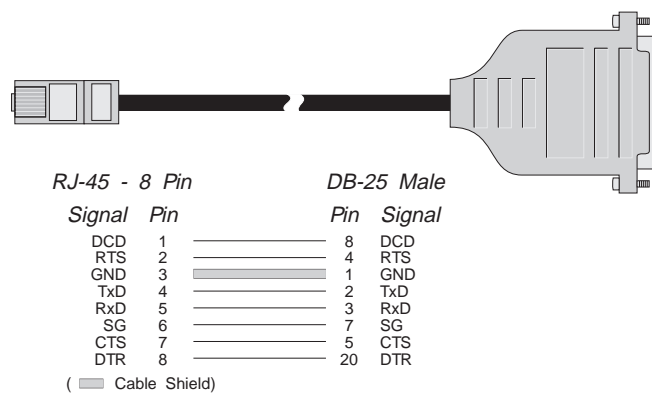 RJ-45 - 8 Pin DB-25 Male
Signal Pin Pin Signal
DCD 1 8 DCD
RTS 2 4 RTS
GND 3 1 GND
TxD 4 2 TxD
RxD 5 3 RxD
SG 6 7 SG
CTS 7 5 CTS
DTR 8 20 DTR
( Cable Shield)